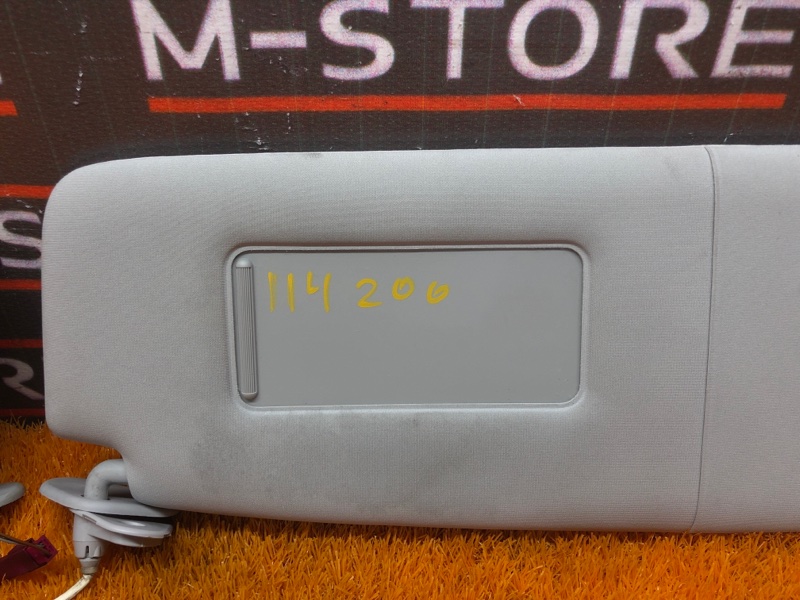 M-STORE
S
R
114 206